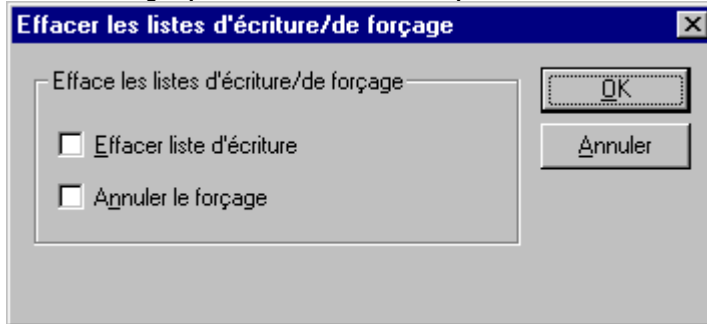 Effacer les listes d'écriture/de forçage
Efface les listes d'écriture/de forçage
OK
Effacer liste d'écriture
Annuler
Annuler le forçage